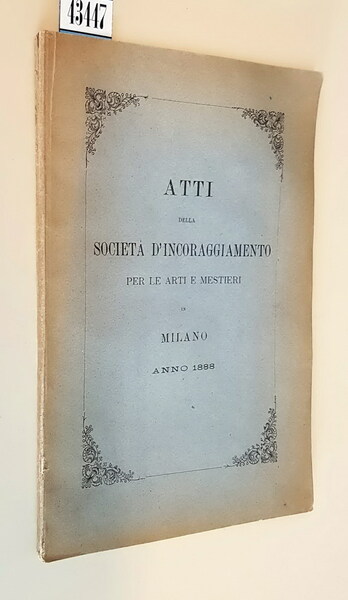 43447
ATTI
DELLA
SOCIETÀ D'INCORAGGIAMENTO
PER LE ARTI E MESTIERI
IN
MILANO
ANNO 1888